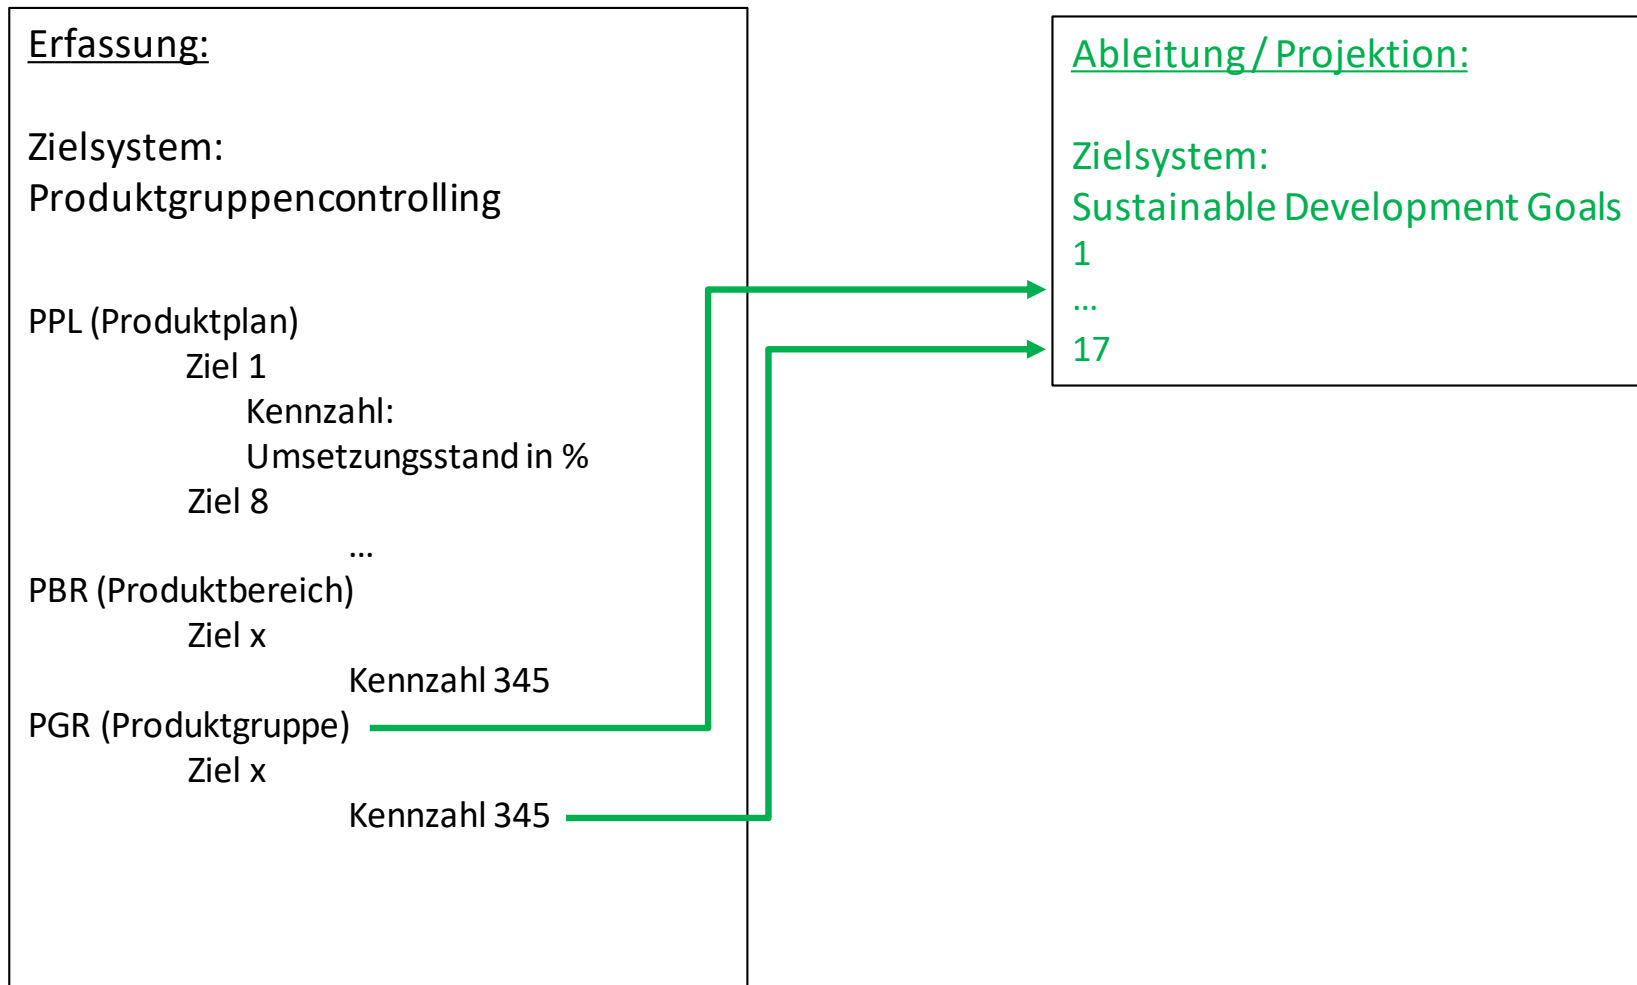 Erfassung:
Zielsystem:
Produktgruppencontrolling
PPL (Produktplan)
Ziel 1
Kennzahl:
Umsetzungsstand in %
Ziel 8
...
PBR (Produktbereich)
Ziel x
Kennzahl 345
PGR (Produktgruppe)
Ziel x
Kennzahl 345
Ableitung / Projektion:
Zielsystem:
Sustainable Development Goals
1
...
17